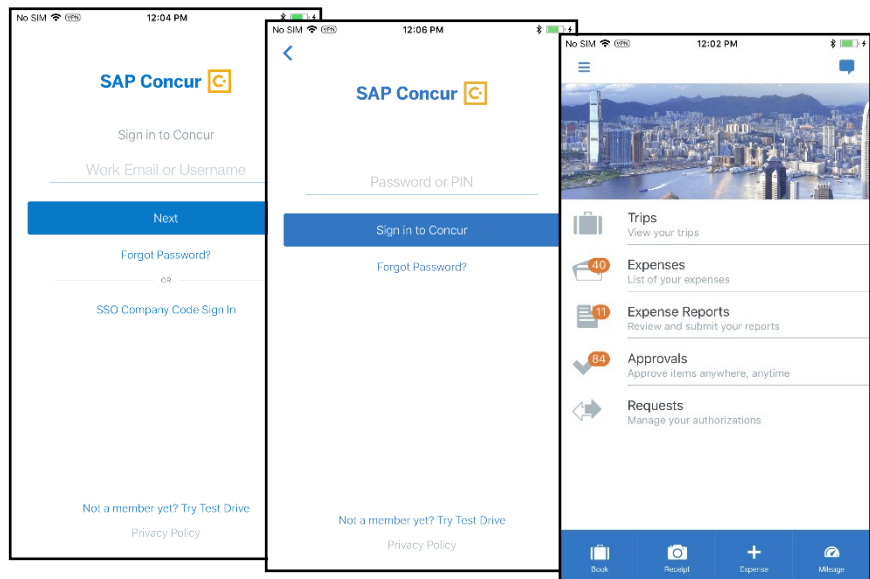 No SIM VPN 12:04 PM
SAP Concur C.
Sign in to Concur
Work Email or Username
Next
Forgot Password?
OR
SSO Company Code Sign In
Not a member yet? Try Test Drive
Privacy Policy
No SIM VPN 12:06 PM
SAP Concur C.
Password or PIN
Sign in to Concur
Forgot Password?
Not a member yet? Try Test Drive
Privacy Policy
No SIM VPN 12:02 PM
Trips
View your trips
40
Expenses
List of your expenses
11
Expense Reports
Review and submit your reports
84
Approvals
Approve items anywhere, anytime
Requests
Manage your authorizations
Book Receipt Expense Mileage